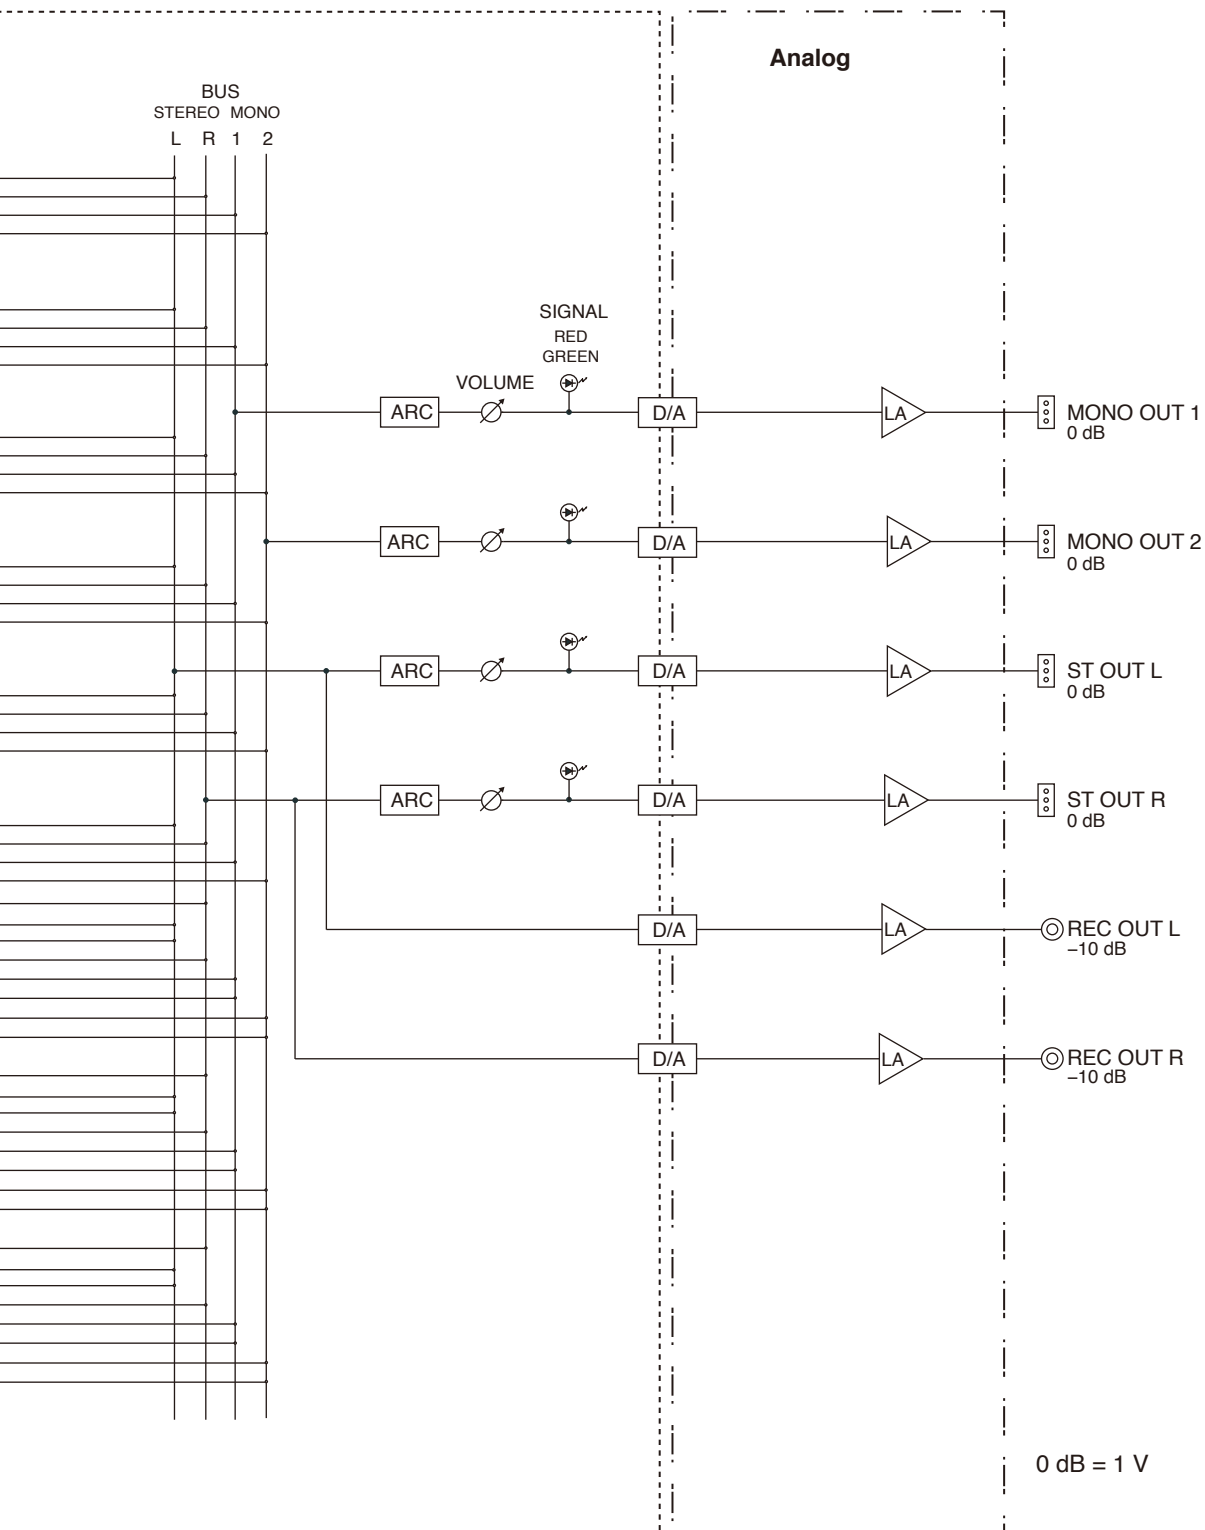 Analog
BUS
STEREO MONO
L R 1 2
SIGNAL
RED
GREEN
VOLUME
ARC D/A LA MONO OUT 1
0 dB
ARC D/A LA MONO OUT 2
0 dB
ARC D/A LA ST OUT L
0 dB
ARC D/A LA ST OUT R
0 dB
D/A LA REC OUT L
–10 dB
D/A LA REC OUT R
–10 dB
0 dB = 1 V